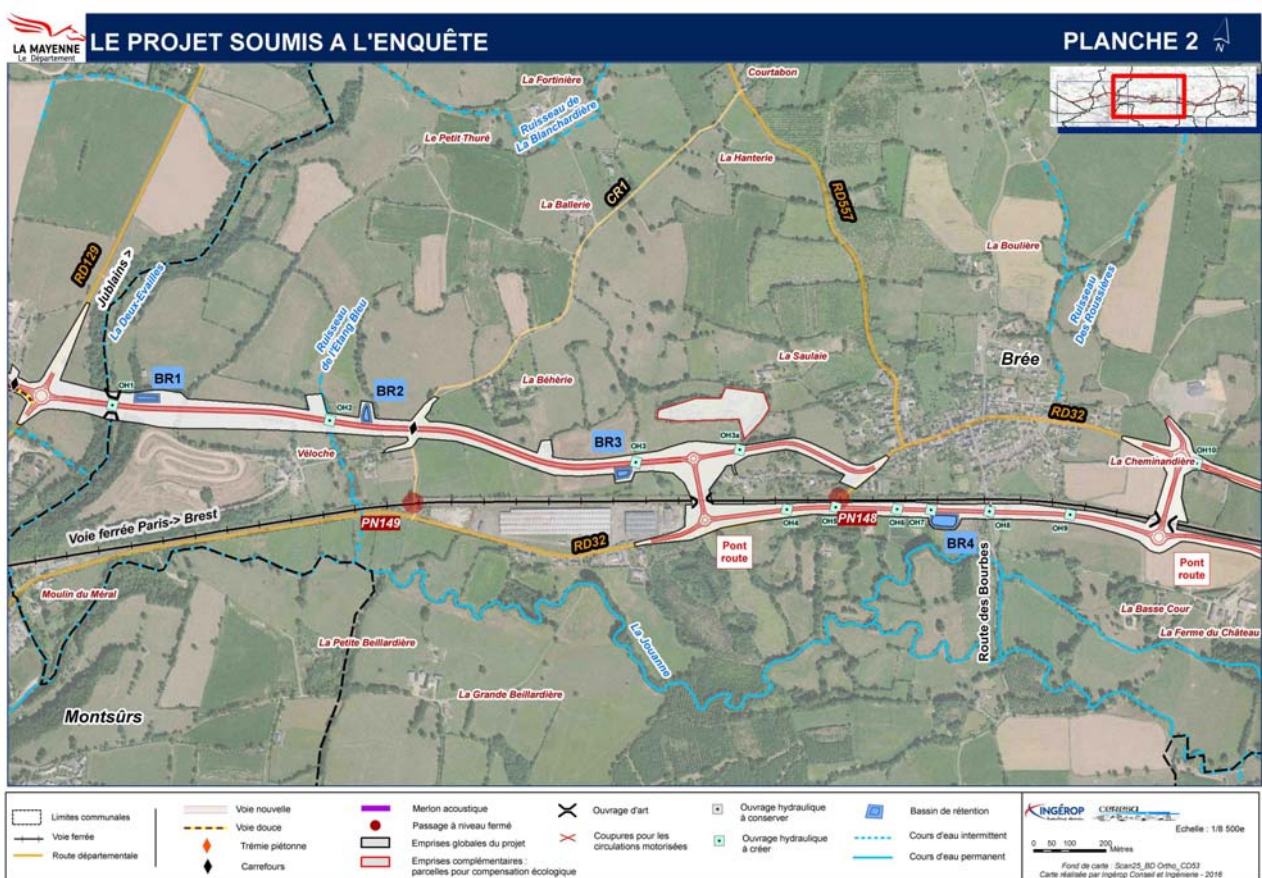 LA MAYENNE
Le Département
LE PROJET SOUMIS A L'ENQUÊTE
PLANCHE 2
N
La Fortinière
Courtabon
Ruisseau de
La Blanchardière
Le Petit Thuré
La Hanterie
CR1
La Ballerie
RD557
RD129
Jublains >
La Deux-Evailles
La Boulière
Ruisseau
Des Roussières
Ruisseau
de l'Etang Bleu
Brée
La Saulaie
OH1
BR1
BR2
La Béhèrie
OH2
RD32
BR3
OH3
OH3a
Véloche
La Cheminandière
OH10
Voie ferrée Paris-> Brest
PN149
PN148
OH4
OH5
OH6
OH7
OH8
OH9
RD32
BR4
Pont
route
Pont
route
Route des Bourbes
Moulin du Méral
La Basse Cour
La Petite Beillardière
La Jouanne
La Ferme du Château
La Grande Beillardière
Montsûrs
Limites communales
Voie ferrée
Route départementale
Voie nouvelle
Voie douce
Trémie piétonne
Carrefours
Merlon acoustique
Passage à niveau fermé
Emprises globales du projet
Emprises complémentaires :
parcelles pour compensation écologique
Ouvrage d'art
Coupures pour les
circulations motorisées
Ouvrage hydraulique
à conserver
Ouvrage hydraulique
à créer
Bassin de rétention
Cours d'eau intermittent
Cours d'eau permanent
INGÉROP
ceresa
Echelle : 1/8 500e
0 50 100 200
Mètres
Fond de carte : Scan25_BD Ortho_CD53
Carte réalisée par Ingérop Conseil et Ingénierie - 2016